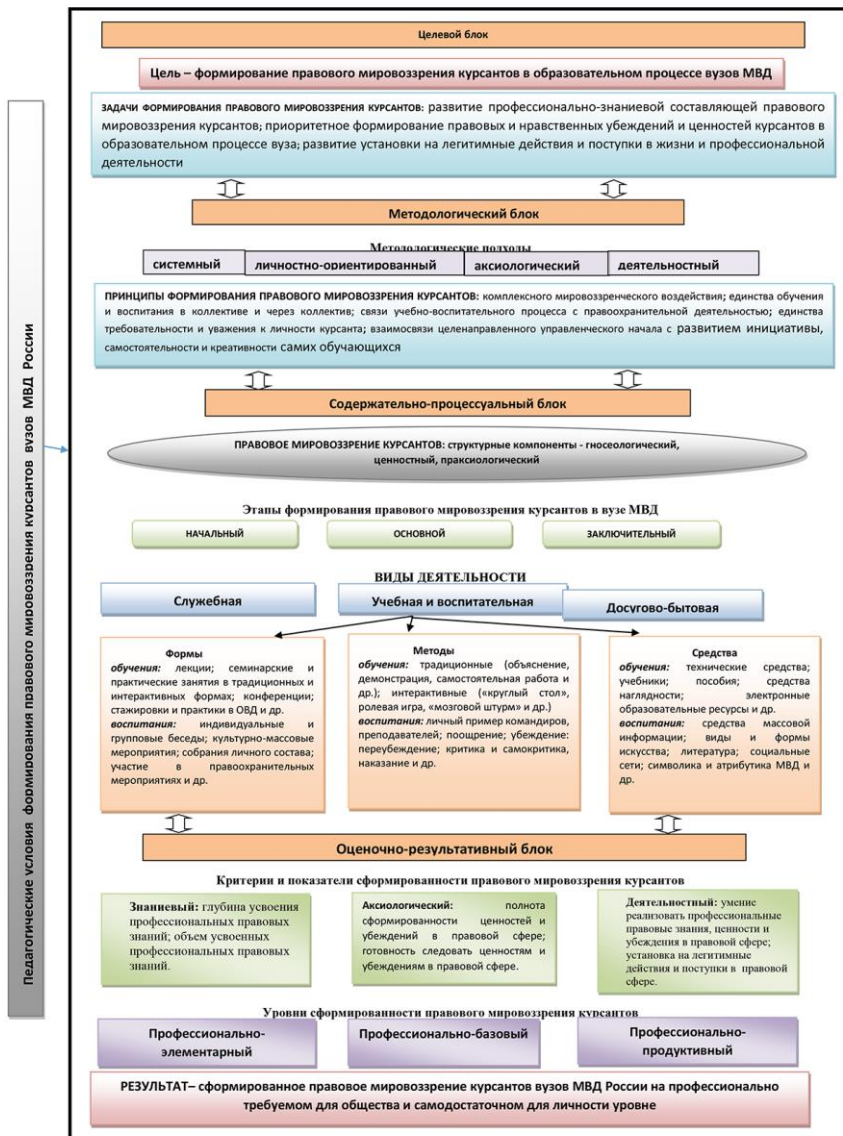 Целевой блок
Цель – формирование правового мировоззрения курсантов в образовательном процессе вузов МВД
ЗАДАЧИ ФОРМИРОВАНИЯ ПРАВОВОГО МИРОВОЗЗРЕНИЯ КУРСАНТОВ: развитие профессионально-знаниевой составляющей правового
мировоззрения курсантов; приоритетное формирование правовых и нравственных убеждений и ценностей курсантов в
образовательном процессе вуза; развитие установки на легитимные действия и поступки в жизни и профессиональной
деятельности
Методологический блок
Методологические подходы
системный
личностно-ориентированный
аксиологический
деятельностный
ПРИНЦИПЫ ФОРМИРОВАНИЯ ПРАВОВОГО МИРОВОЗЗРЕНИЯ КУРСАНТОВ: комплексного мировоззренческого воздействия; единства обучения
и воспитания в коллективе и через коллектив; связи учебно-воспитательного процесса с правоохранительной деятельностью; единства
требовательности и уважения к личности курсанта; взаимосвязи целенаправленного управленческого начала с развитием инициативы,
самостоятельности и креативности самих обучающихся
Содержательно-процессуальный блок
ПРАВОВОЕ МИРОВОЗЗРЕНИЕ КУРСАНТОВ: структурные компоненты - гносеологический,
ценностный, праксиологический
Этапы формирования правового мировоззрения курсантов в вузе МВД
НАЧАЛЬНЫЙ
ОСНОВНОЙ
ЗАКЛЮЧИТЕЛЬНЫЙ
ВИДЫ ДЕЯТЕЛЬНОСТИ
Служебная
Учебная и воспитательная
Досугово-бытовая
Формы
обучения: лекции; семинарские и
практические занятия в традиционных и
интерактивных формах; конференции;
стажировки и практики в ОВД и др.
воспитания: индивидуальные и
групповые беседы; культурно-массовые
мероприятия; собрания личного состава;
участие в правоохранительных
мероприятиях и др.
Методы
обучения: традиционные (объяснение,
демонстрация, самостоятельная работа и
др.); интерактивные («круглый стол»,
ролевая игра, «мозговой штурм» и др.)
воспитания: личный пример командиров,
преподавателей; поощрение; убеждение:
переубеждение; критика и самокритика,
наказание и др.
Средства
обучения: технические средства;
учебники; пособия; средства
наглядности; электронные
образовательные ресурсы и др.
воспитания: средства массовой
информации; виды и формы
искусства; литература; социальные
сети; символика и атрибутика МВД и
др.
Оценочно-результативный блок
Критерии и показатели сформированности правового мировоззрения курсантов
Знаниевый: глубина усвоения
профессиональных правовых
знаний; объем усвоенных
профессиональных правовых
знаний.
Аксиологический: полнота
сформированности ценностей и
убеждений в правовой сфере;
готовность следовать ценностям и
убеждениям в правовой сфере.
Деятельностный: умение
реализовать профессиональные
правовые знания, ценности и
убеждения в правовой сфере;
установка на легитимные
действия и поступки в правовой
сфере.
Уровни сформированности правового мировоззрения курсантов
Профессионально-
элементарный
Профессионально-базовый
Профессионально-
продуктивный
РЕЗУЛЬТАТ– сформированное правовое мировоззрение курсантов вузов МВД России на профессионально
требуемом для общества и самодостаточном для личности уровне
Педагогические условия формирования правового мировоззрения курсантов вузов МВД России